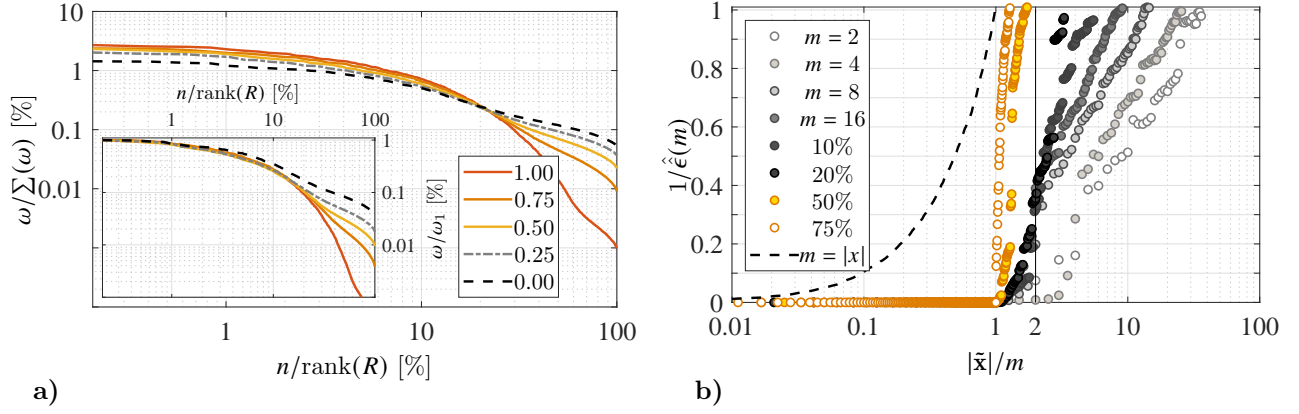 10 %
1 %
0.1 %
0.01 %
ω/∑(ω) [%]
n/rank(R) [%]
1
10
100
1
0.1
0.01
ω/ω₁ [%]
1.00
0.75
0.50
0.25
0.00
1
10
100
n/rank(R) [%]
a)
1
0.8
0.6
0.4
0.2
0
1/ϵ̂̂(m)
m = 2
m = 4
m = 8
m = 16
10%
20%
50%
75%
m = |x|
0.01
0.1
1
2
10
100
|x̃|/m
b)